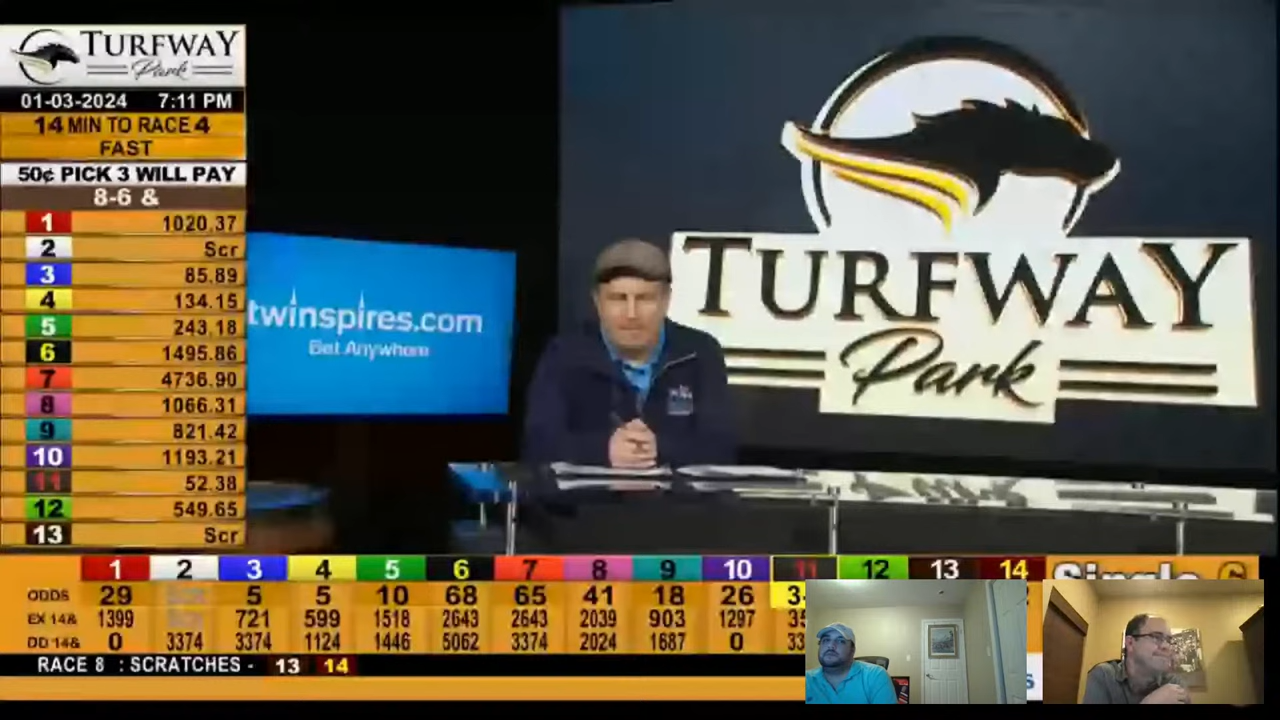 TURFWAY
Park
01-03-2024 7:11 PM
14 MIN TO RACE 4
FAST
50¢ PICK 3 WILL PAY
8-6 &
1 1020.37
2 Scr
3 85.89
4 134.15
5 243.18
6 1495.86
7 4736.90
8 1066.31
9 821.42
10 1193.21
11 52.38
12 549.65
13 Scr
twinspires.com
Bet Anywhere
TURFWAY
Park
1 2 3 4 5 6 7 8 9 10 11 12 13 14
ODDS 29 5 5 10 68 65 41 18 26 3-
EX 14& 1399 721 599 1518 2643 2643 2039 903 1297 35
DD 14& 0 3374 3374 1124 1446 5062 3374 2024 1687 0 33
RACE 8 : SCRATCHES - 13 14